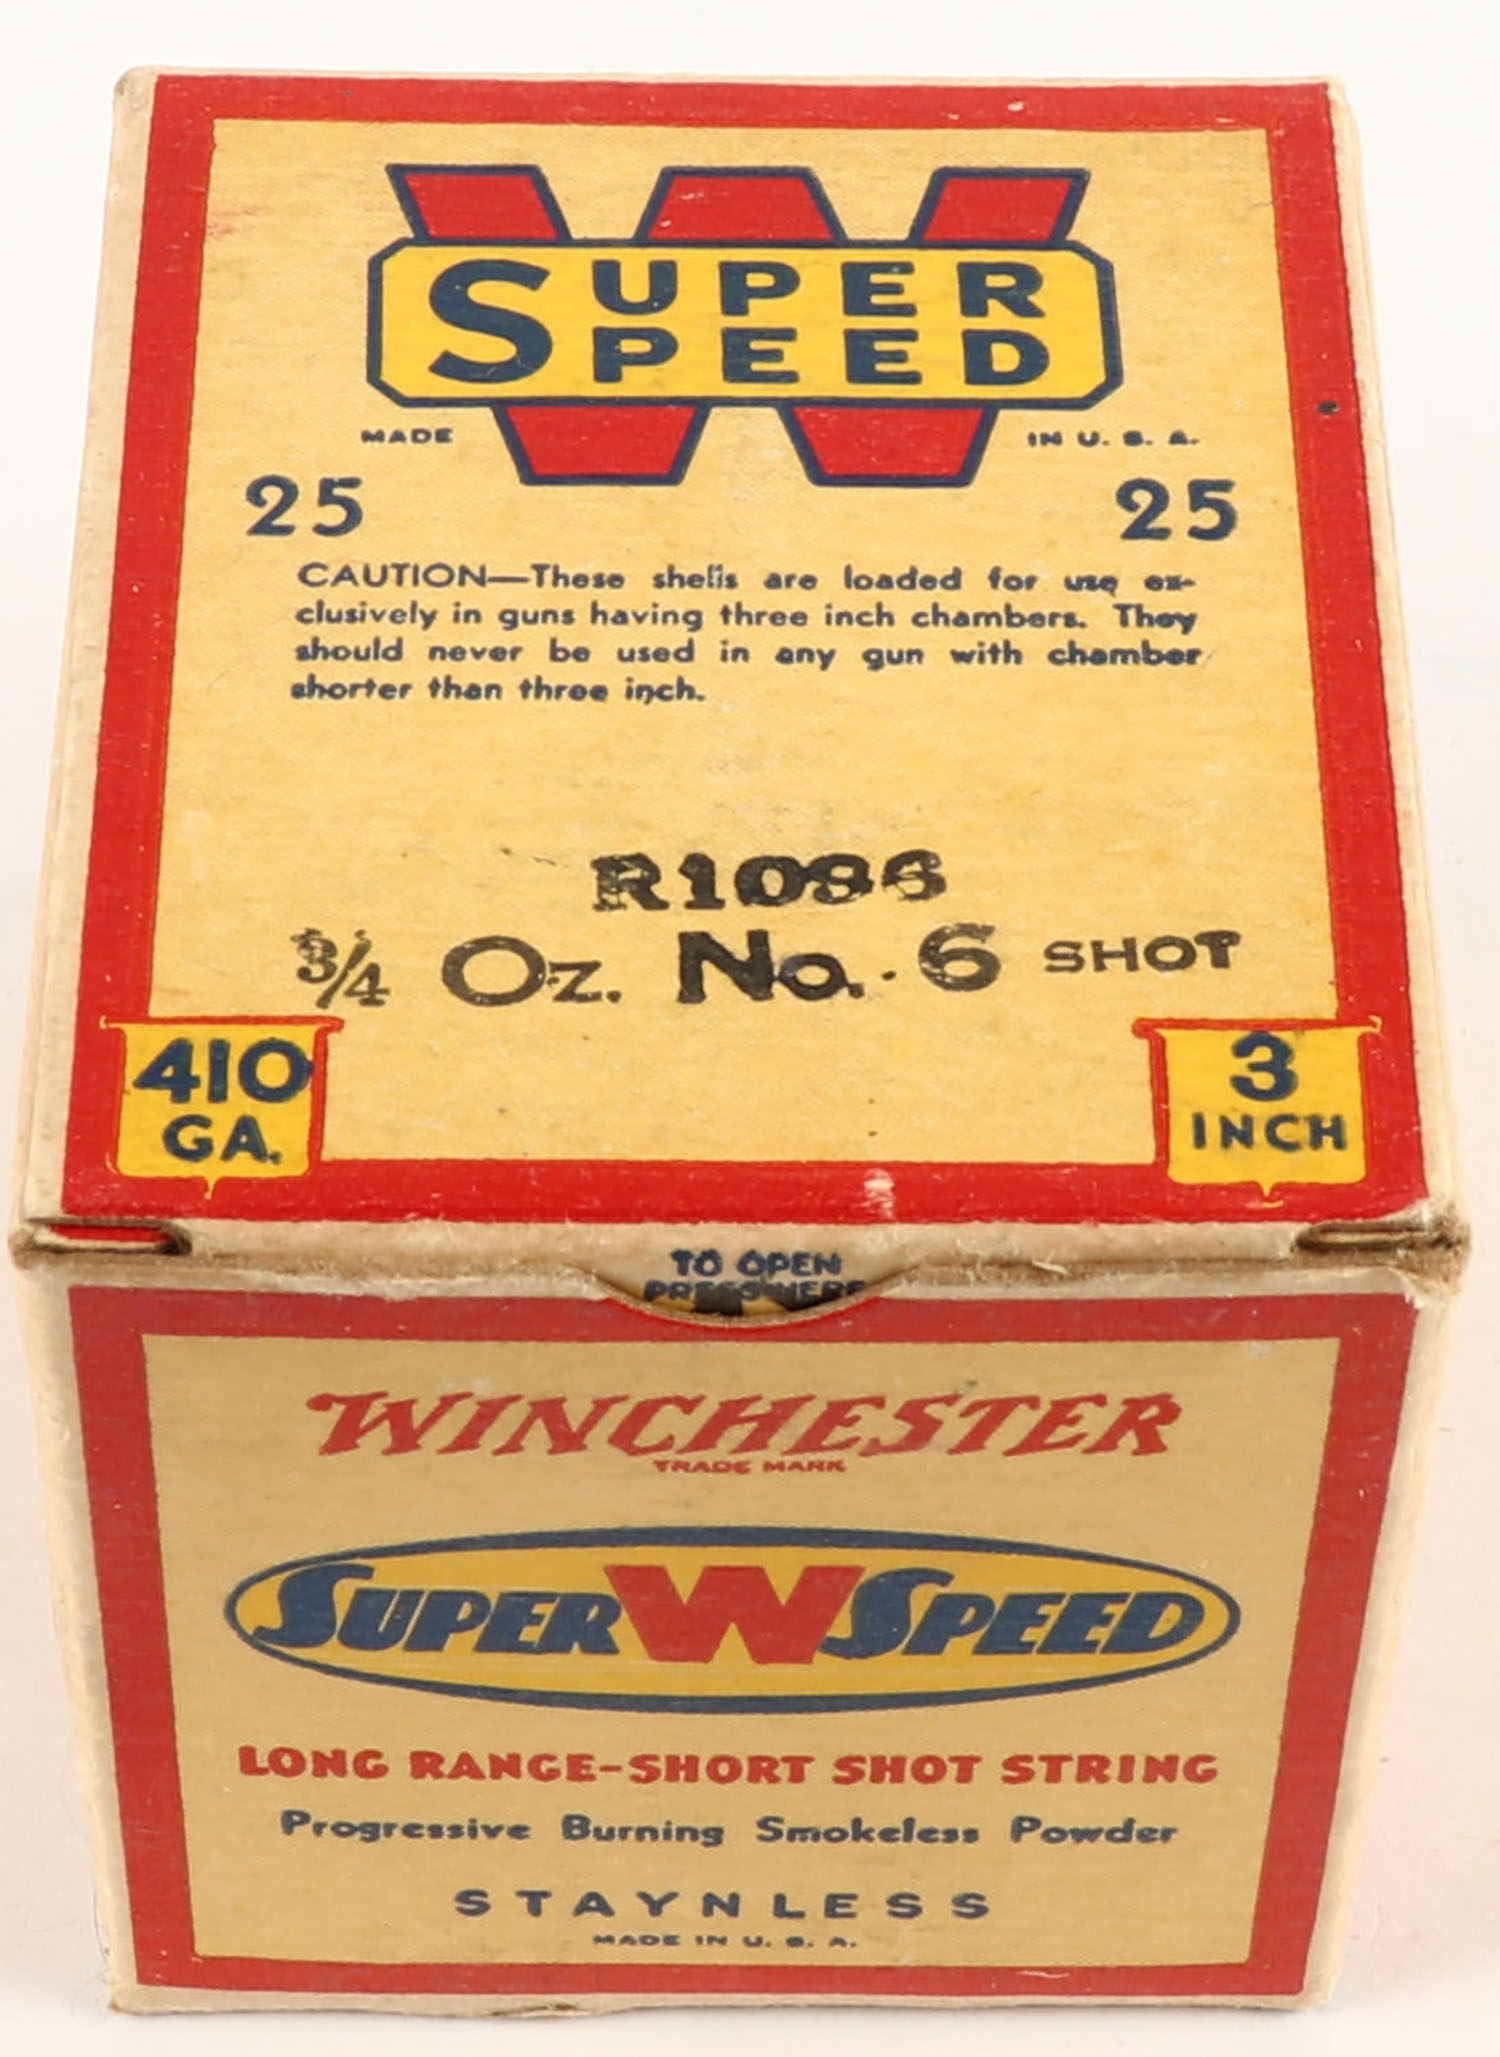 SUPER
SPEED
MADE IN U. S. A.
25 25
CAUTION—These shells are loaded for use ex-
clusively in guns having three inch chambers. They
should never be used in any gun with chamber
shorter than three inch.
R1086
3/4 Oz. No. 6 SHOT
410 3
GA. INCH
TO OPEN
PRESS HERE
WINCHESTER
TRADE MARK
SUPER W SPEED
LONG RANGE-SHORT SHOT STRING
Progressive Burning Smokeless Powder
STAYNLESS
MADE IN U. S. A.